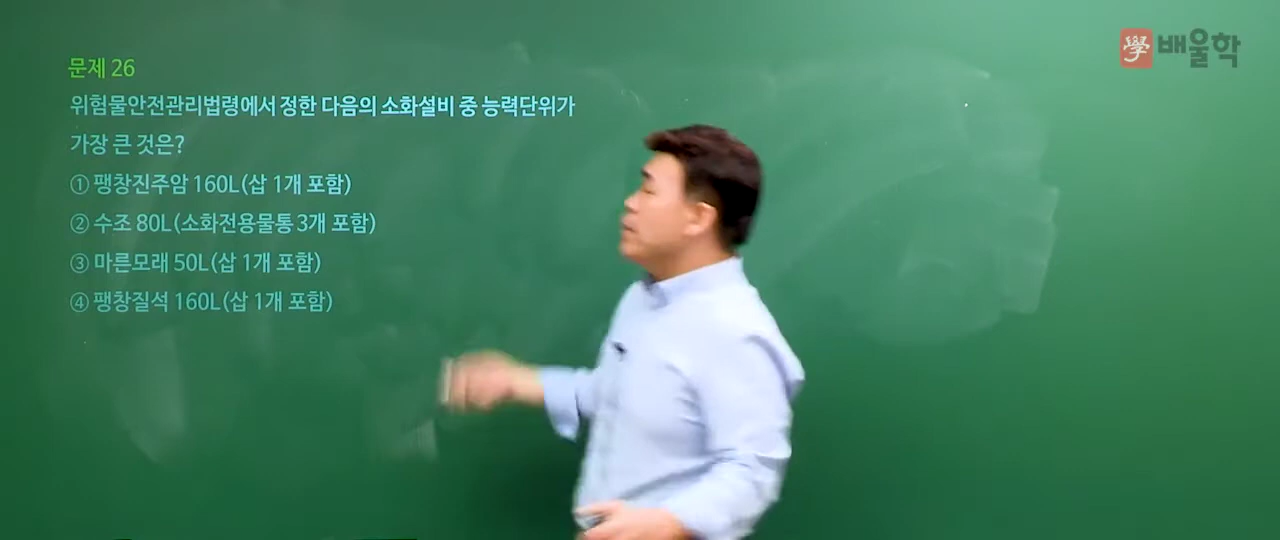 學 배울학
문제 26
위험물안전관리법령에서 정한 다음의 소화설비 중 능력단위가
가장 큰 것은?
① 팽창진주암 160L(삽 1개 포함)
② 수조 80L(소화전용물통 3개 포함)
③ 마른모래 50L(삽 1개 포함)
④ 팽창질석 160L(삽 1개 포함)